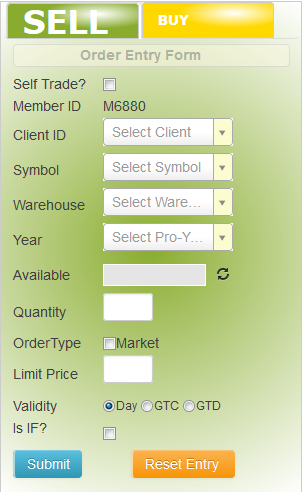 SELL BUY
Order Entry Form
Self Trade?
Member ID M6880
Client ID Select Client
Symbol Select Symbol
Warehouse Select Ware...
Year Select Pro-Y...
Available
Quantity
OrderType Market
Limit Price
Validity Day GTC GTD
Is IF?
Submit Reset Entry